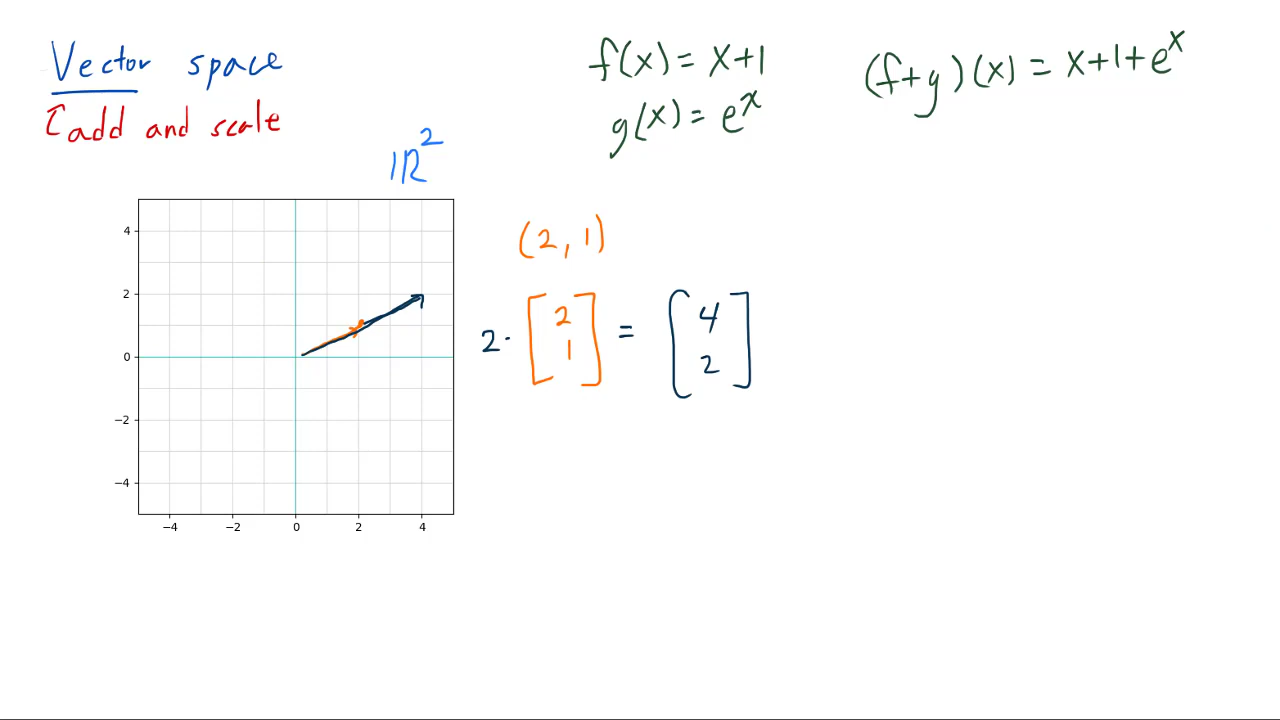 Vector space
add and scale
f(x) = x+1
g(x) = e^x
(f+g)(x) = x+1+e^x
ℝ²
4
2
0
−2
−4
−4 −2 0 2 4
(2, 1)
2 · [2 1] = [4 2]